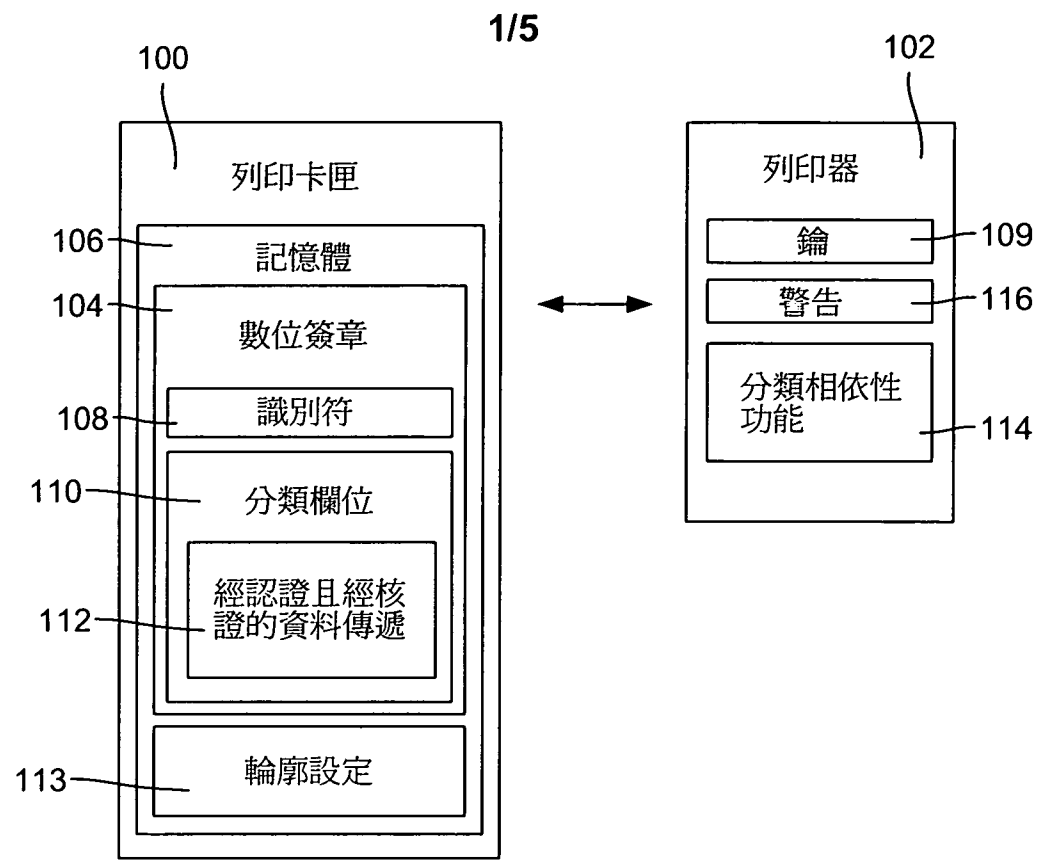 1/5
100
列印卡匣
106
記憶體
104
數位簽章
108
識別符
110
分類欄位
112
經認證且經核
證的資料傳遞
113
輪廓設定
102
列印器
鑰
109
警告
116
分類相依性
功能
114